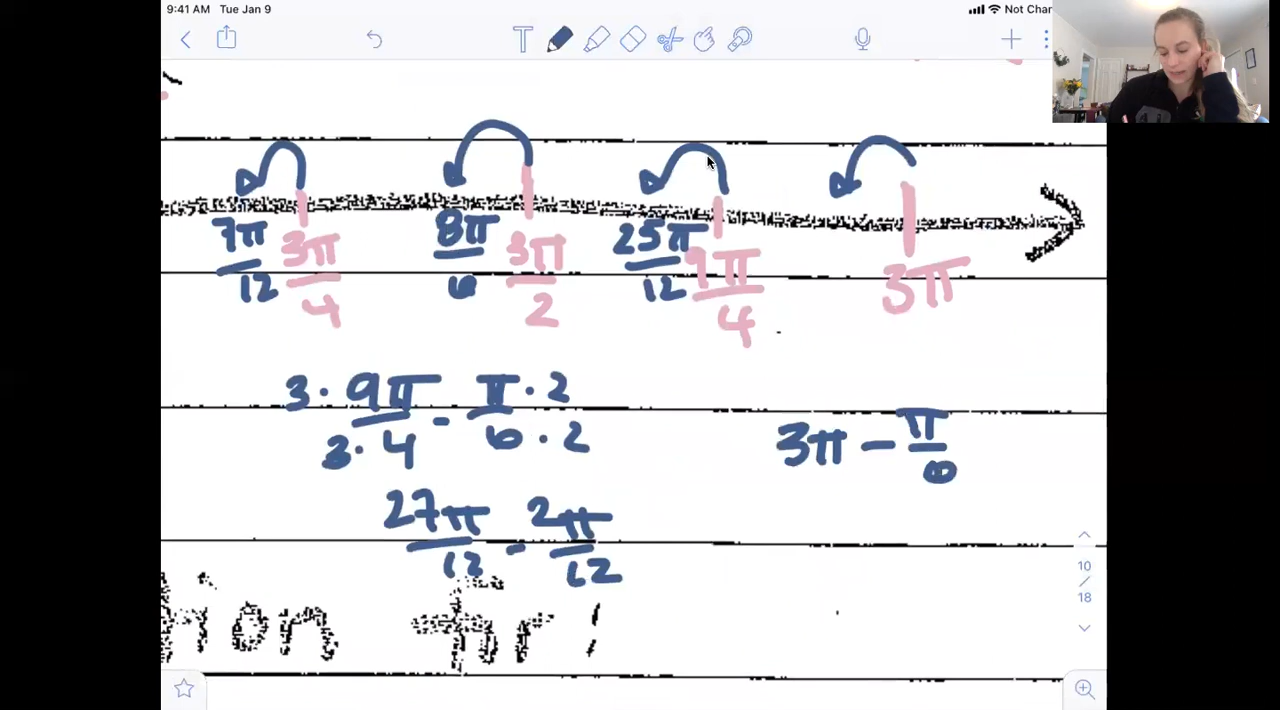 9:41 AM Tue Jan 9
Not Char
T
7π/12 3π/4 8π/6 3π/2 25π/12 9π/4 3π
3 · 9π / 3 · 4 - π · 2 / 6 · 2
3π - π/6
27π/12 - 2π/12
10
/
18